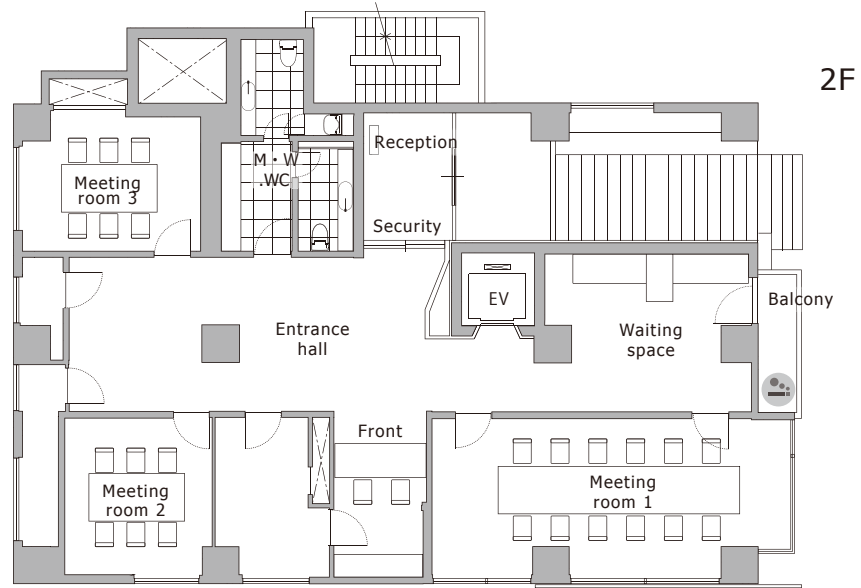 2F
Reception
M・W
.WC
Meeting
room 3
Security
EV
Balcony
Entrance
hall
Waiting
space
Front
Meeting
room 2
Meeting
room 1